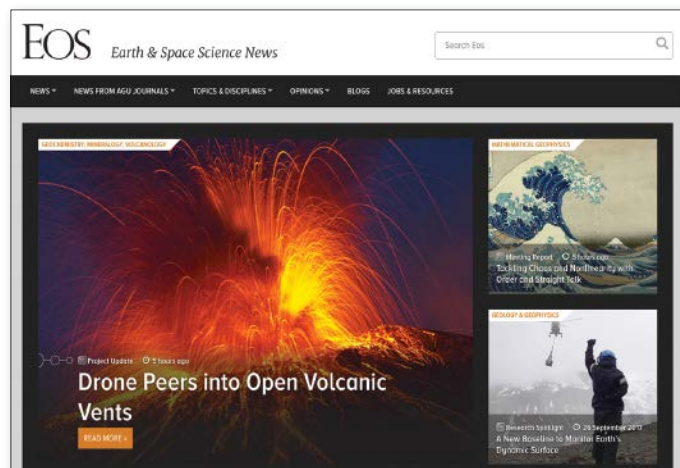 Eos Earth & Space Science News
Search Eos
NEWS NEWS FROM AGU JOURNALS TOPICS & DISCIPLINES OPINIONS BLOGS JOBS & RESOURCES
GEOCHEMISTRY, MINERALOGY, VOLCANOLOGY
Project Update 5 hours ago
Drone Peers into Open Volcanic
Vents
READ MORE »
MATHEMATICAL GEOPHYSICS
Meeting Report 5 hours ago
Tackling Chaos and Nonlinearity with
Order and Straight Talk
GEOLOGY & GEOPHYSICS
Research Spotlight 26 September 2017
A New Baseline to Monitor Earth's
Dynamic Surface